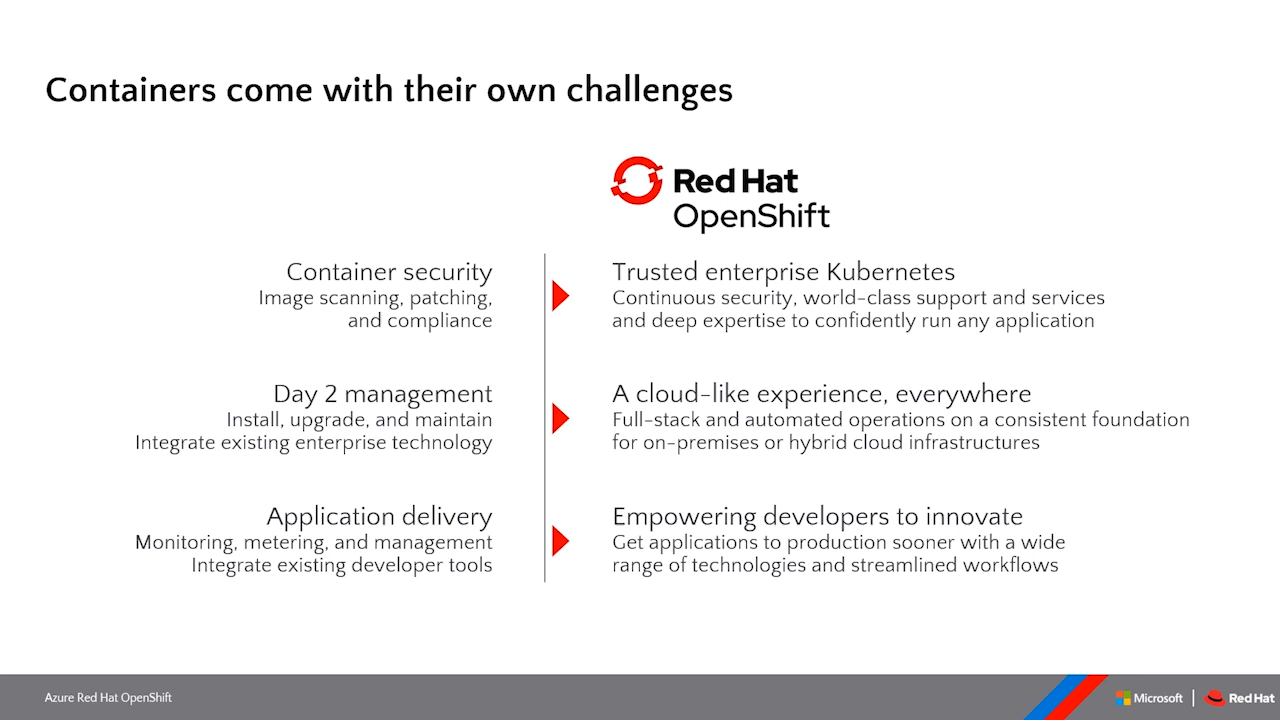 Containers come with their own challenges
Red Hat
OpenShift
Container security
Image scanning, patching,
and compliance
Trusted enterprise Kubernetes
Continuous security, world-class support and services
and deep expertise to confidently run any application
Day 2 management
Install, upgrade, and maintain
Integrate existing enterprise technology
A cloud-like experience, everywhere
Full-stack and automated operations on a consistent foundation
for on-premises or hybrid cloud infrastructures
Application delivery
Monitoring, metering, and management
Integrate existing developer tools
Empowering developers to innovate
Get applications to production sooner with a wide
range of technologies and streamlined workflows
Azure Red Hat OpenShift
Microsoft | Red Hat